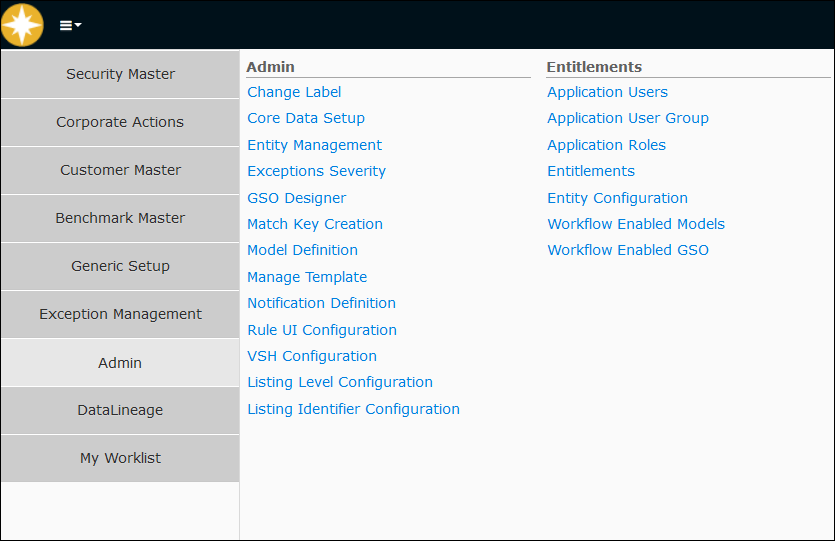 Security Master
Corporate Actions
Customer Master
Benchmark Master
Generic Setup
Exception Management
Admin
DataLineage
My Worklist
Admin
Change Label
Core Data Setup
Entity Management
Exceptions Severity
GSO Designer
Match Key Creation
Model Definition
Manage Template
Notification Definition
Rule UI Configuration
VSH Configuration
Listing Level Configuration
Listing Identifier Configuration
Entitlements
Application Users
Application User Group
Application Roles
Entitlements
Entity Configuration
Workflow Enabled Models
Workflow Enabled GSO